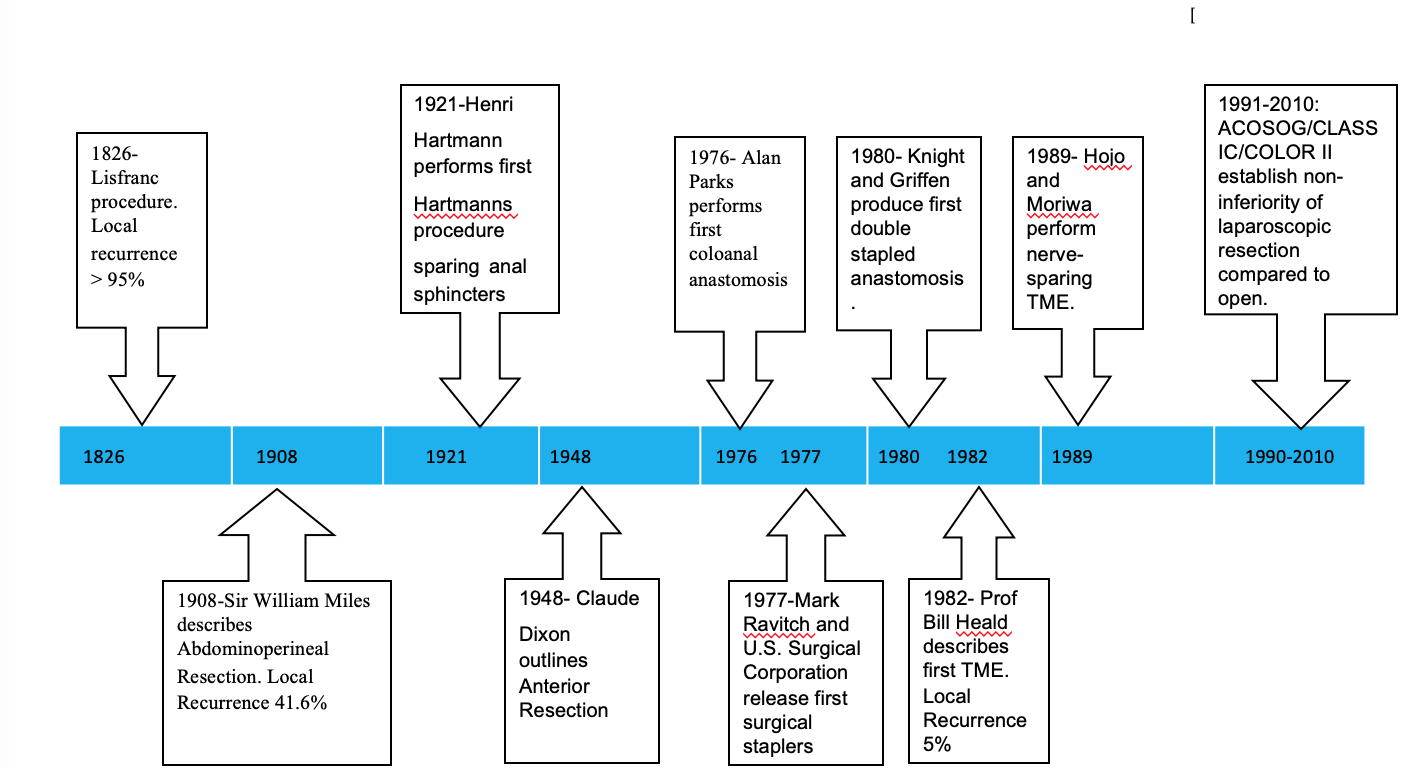 [
1826-
Lisfranc
procedure.
Local
recurrence
> 95%
1921-Henri
Hartmann
performs first
Hartmanns
procedure
sparing anal
sphincters
1976- Alan
Parks
performs
first
coloanal
anastomosis
1980- Knight
and Griffen
produce first
double
stapled
anastomosis
.
1989- Hojo
and
Moriwa
perform
nerve-
sparing
TME.
1991-2010:
ACOSOG/CLASS
IC/COLOR II
establish non-
inferiority of
laparoscopic
resection
compared to
open.
1826 1908 1921 1948 1976 1977 1980 1982 1989 1990-2010
1908-Sir William Miles
describes
Abdominoperineal
Resection. Local
Recurrence 41.6%
1948- Claude
Dixon
outlines
Anterior
Resection
1977-Mark
Ravitch and
U.S. Surgical
Corporation
release first
surgical
staplers
1982- Prof
Bill Heald
describes
first TME.
Local
Recurrence
5%